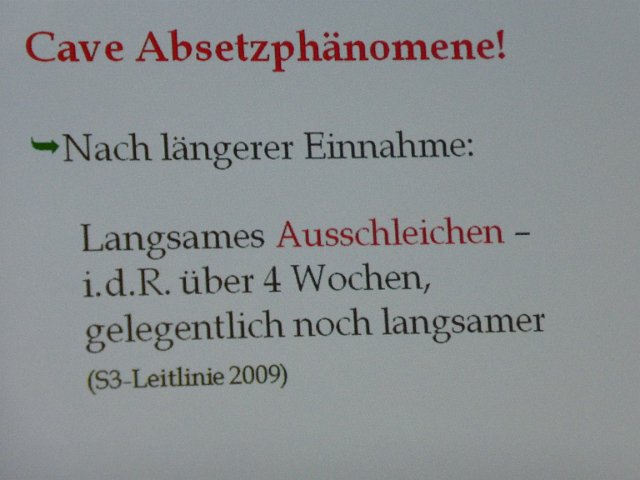 Cave Absetzphänomene!
Nach längerer Einnahme:
Langsames Ausschleichen –
i.d.R. über 4 Wochen,
gelegentlich noch langsamer
(S3-Leitlinie 2009)